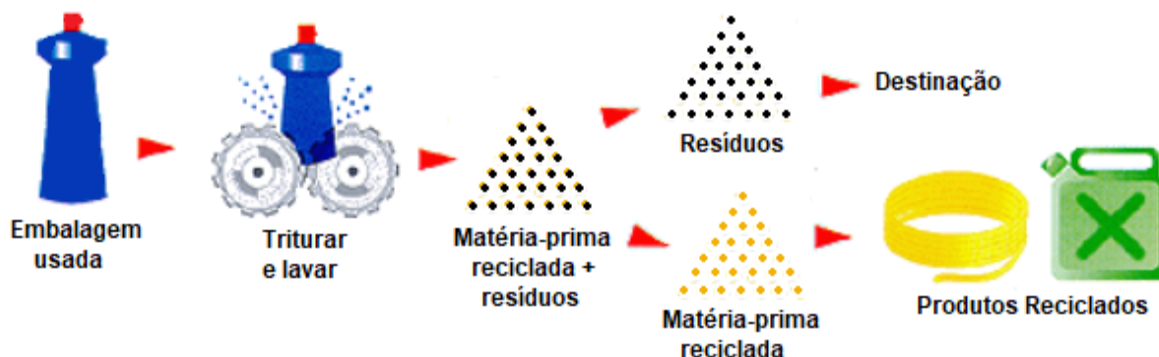 Embalagem
usada
Triturar
e lavar
Matéria-prima
reciclada +
resíduos
Resíduos
Destinação
Matéria-prima
reciclada
Produtos Reciclados